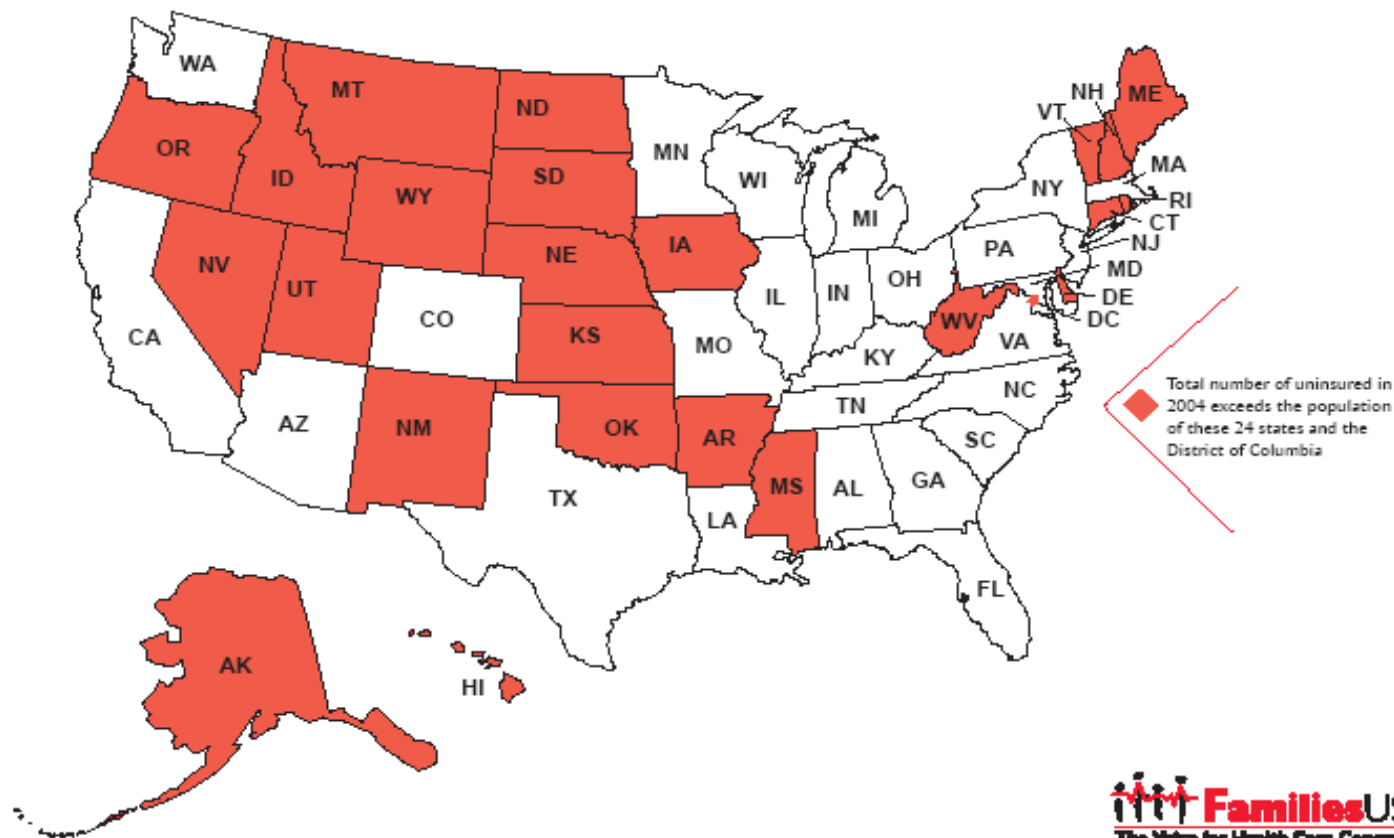 WA
MT
ND
MN
OR
ID
WY
SD
WI
MI
NY
VT
NH
ME
MA
RI
CT
NJ
MD
DE
DC
NV
UT
CO
NE
IA
IL
IN
OH
PA
CA
KS
MO
KY
WV
VA
AZ
NM
OK
AR
TN
NC
SC
TX
LA
MS
AL
GA
FL
AK
HI
Total number of uninsured in
2004 exceeds the population
of these 24 states and the
District of Columbia
FamiliesUS